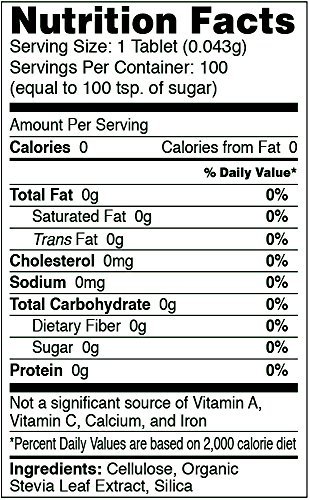 Nutrition Facts
Serving Size: 1 Tablet (0.043g)
Servings Per Container: 100
(equal to 100 tsp. of sugar)
Amount Per Serving
Calories 0 Calories from Fat 0
% Daily Value*
Total Fat 0g 0%
Saturated Fat 0g 0%
Trans Fat 0g 0%
Cholesterol 0mg 0%
Sodium 0mg 0%
Total Carbohydrate 0g 0%
Dietary Fiber 0g 0%
Sugar 0g 0%
Protein 0g 0%
Not a significant source of Vitamin A,
Vitamin C, Calcium, and Iron
*Percent Daily Values are based on 2,000 calorie diet
Ingredients: Cellulose, Organic
Stevia Leaf Extract, Silica